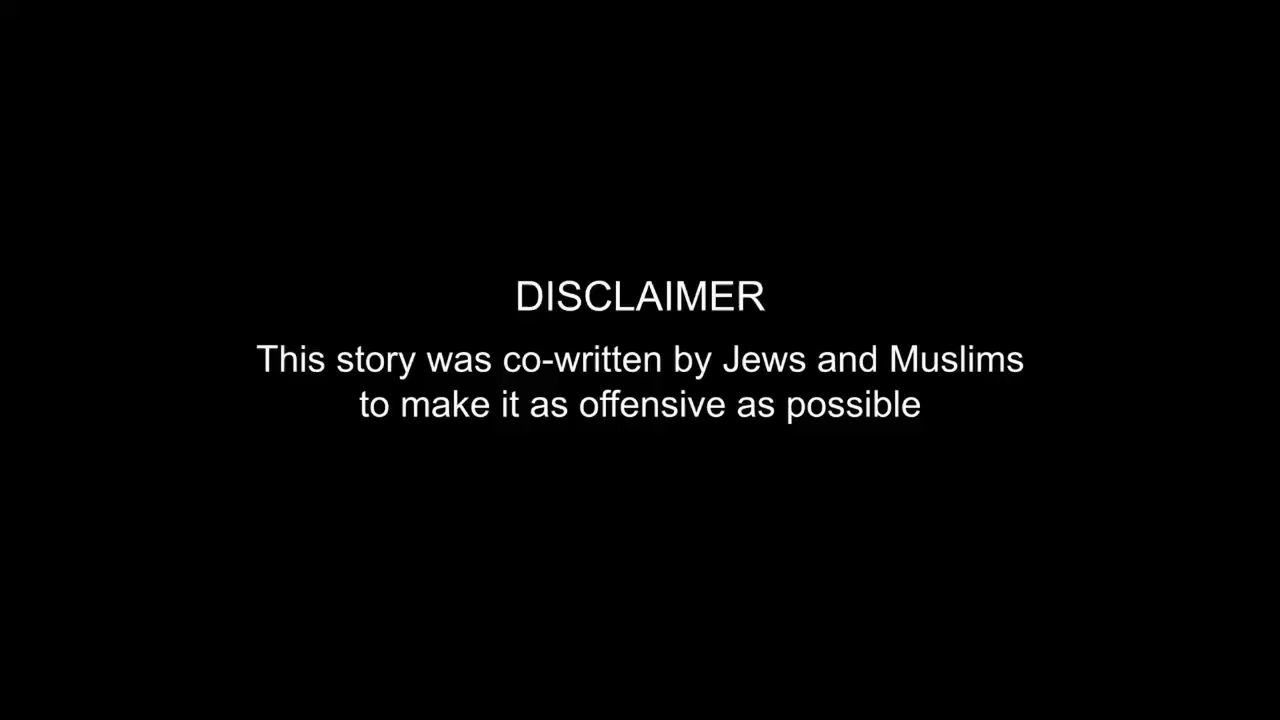 DISCLAIMER
This story was co-written by Jews and Muslims
to make it as offensive as possible